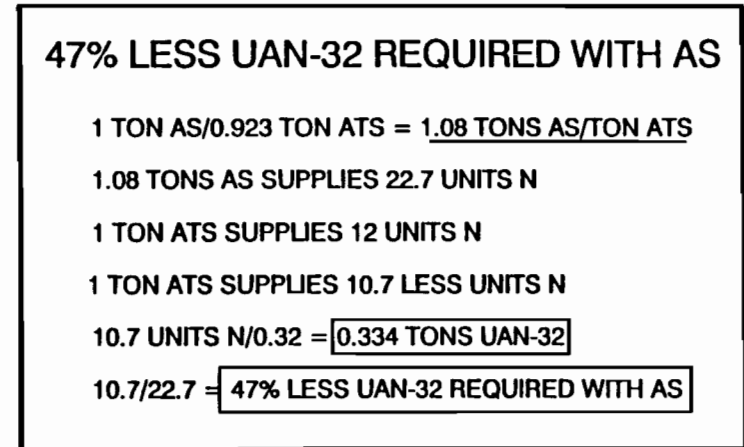 47% LESS UAN-32 REQUIRED WITH AS
1 TON AS/0.923 TON ATS = 1.08 TONS AS/TON ATS
1.08 TONS AS SUPPLIES 22.7 UNITS N
1 TON ATS SUPPLIES 12 UNITS N
1 TON ATS SUPPLIES 10.7 LESS UNITS N
10.7 UNITS N/0.32 = 0.334 TONS UAN-32
10.7/22.7 = 47% LESS UAN-32 REQUIRED WITH AS